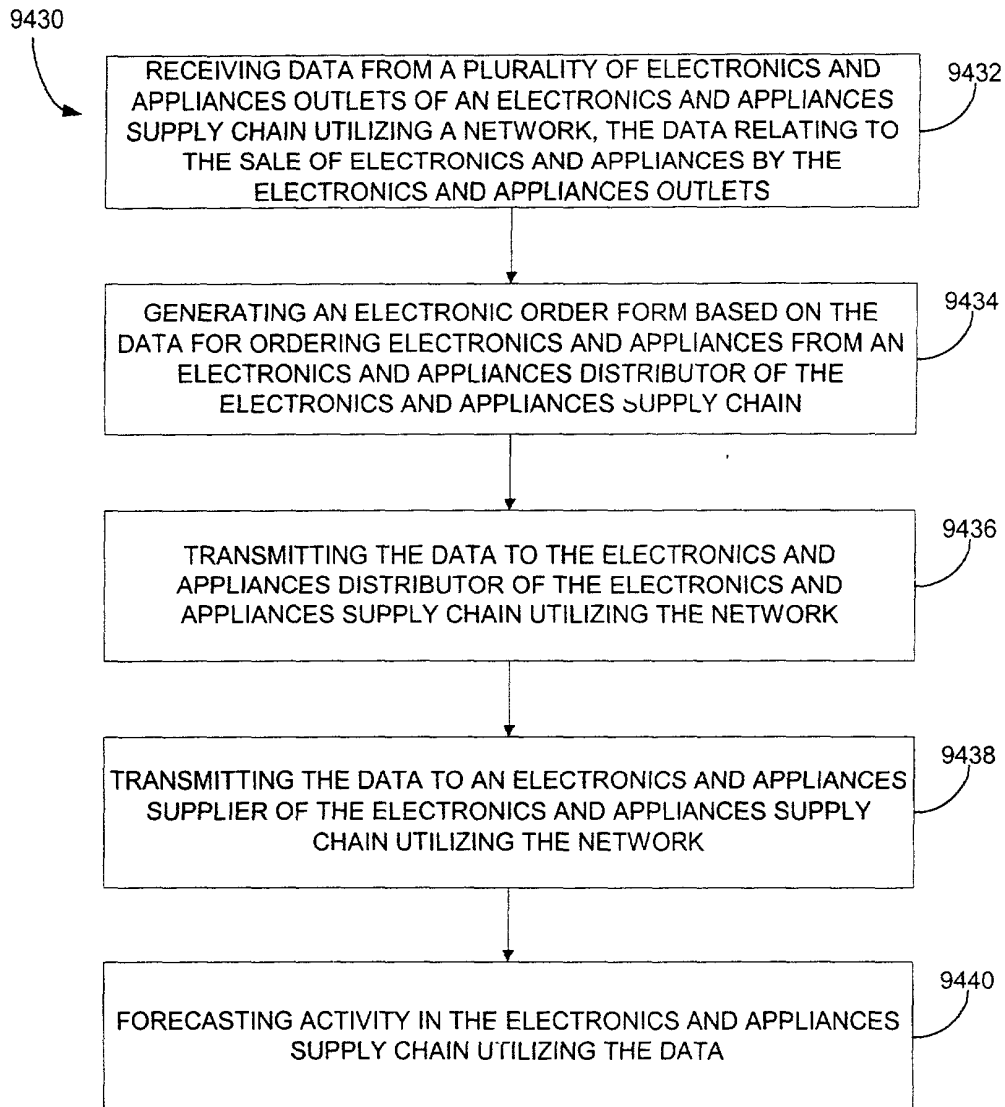 9430
RECEIVING DATA FROM A PLURALITY OF ELECTRONICS AND
APPLIANCES OUTLETS OF AN ELECTRONICS AND APPLIANCES
SUPPLY CHAIN UTILIZING A NETWORK, THE DATA RELATING TO
THE SALE OF ELECTRONICS AND APPLIANCES BY THE
ELECTRONICS AND APPLIANCES OUTLETS
9432
GENERATING AN ELECTRONIC ORDER FORM BASED ON THE
DATA FOR ORDERING ELECTRONICS AND APPLIANCES FROM AN
ELECTRONICS AND APPLIANCES DISTRIBUTOR OF THE
ELECTRONICS AND APPLIANCES SUPPLY CHAIN
9434
TRANSMITTING THE DATA TO THE ELECTRONICS AND
APPLIANCES DISTRIBUTOR OF THE ELECTRONICS AND
APPLIANCES SUPPLY CHAIN UTILIZING THE NETWORK
9436
TRANSMITTING THE DATA TO AN ELECTRONICS AND APPLIANCES
SUPPLIER OF THE ELECTRONICS AND APPLIANCES SUPPLY
CHAIN UTILIZING THE NETWORK
9438
FORECASTING ACTIVITY IN THE ELECTRONICS AND APPLIANCES
SUPPLY CHAIN UTILIZING THE DATA
9440